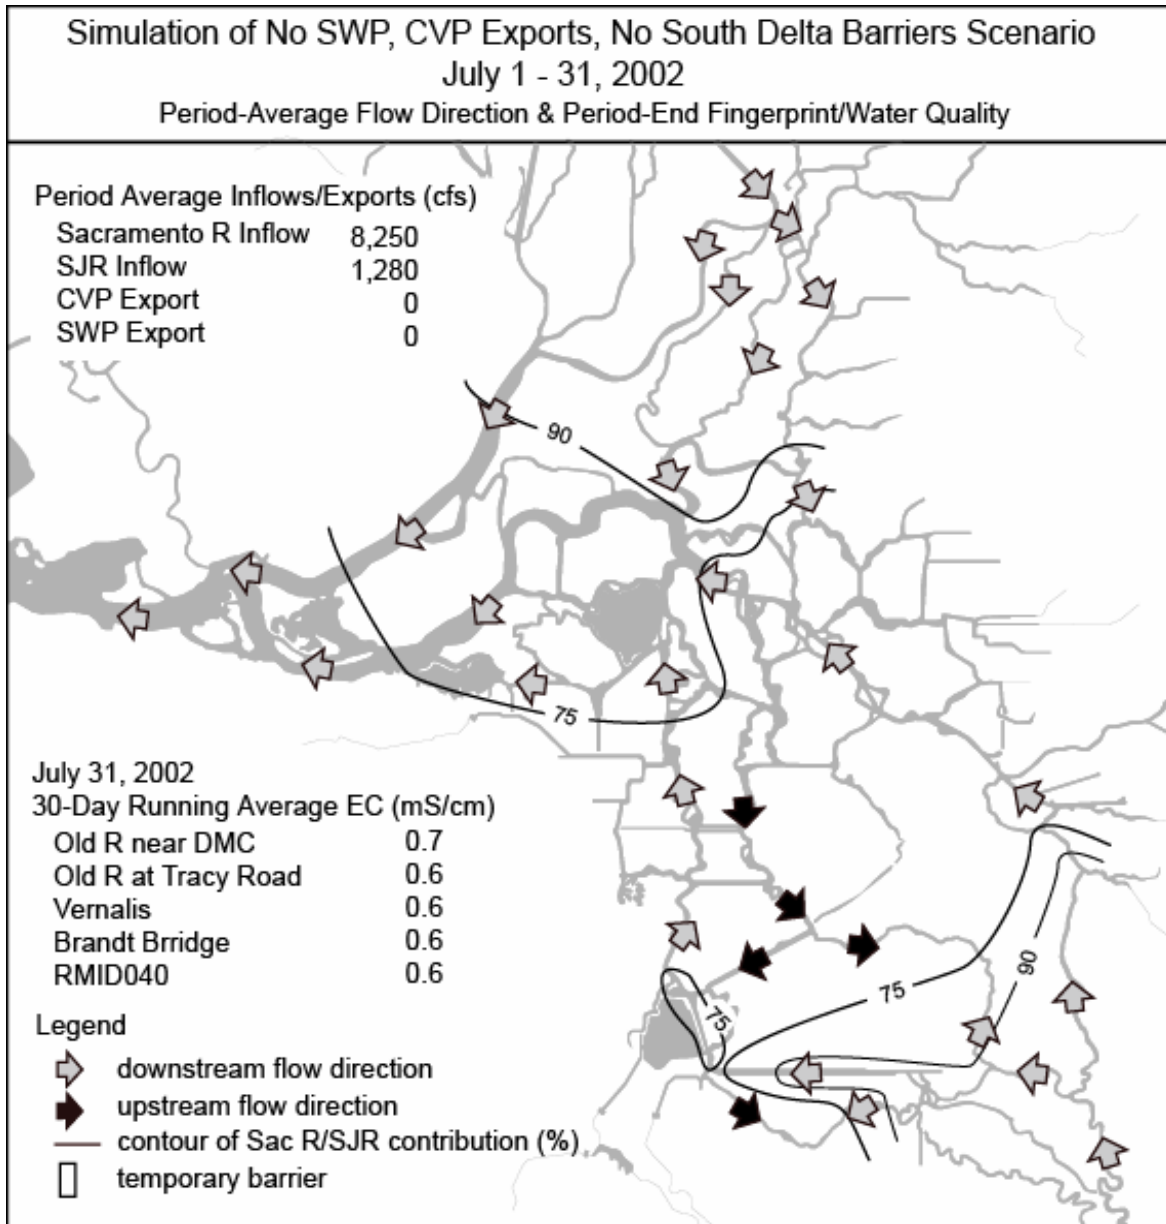 Simulation of No SWP, CVP Exports, No South Delta Barriers Scenario
July 1 - 31, 2002
Period-Average Flow Direction & Period-End Fingerprint/Water Quality
Period Average Inflows/Exports (cfs)
Sacramento R Inflow 8,250
SJR Inflow 1,280
CVP Export 0
SWP Export 0
90
75
July 31, 2002
30-Day Running Average EC (mS/cm)
Old R near DMC 0.7
Old R at Tracy Road 0.6
Vernalis 0.6
Brandt Brridge 0.6
RMID040 0.6
90
75
75
Legend
downstream flow direction
upstream flow direction
contour of Sac R/SJR contribution (%)
temporary barrier